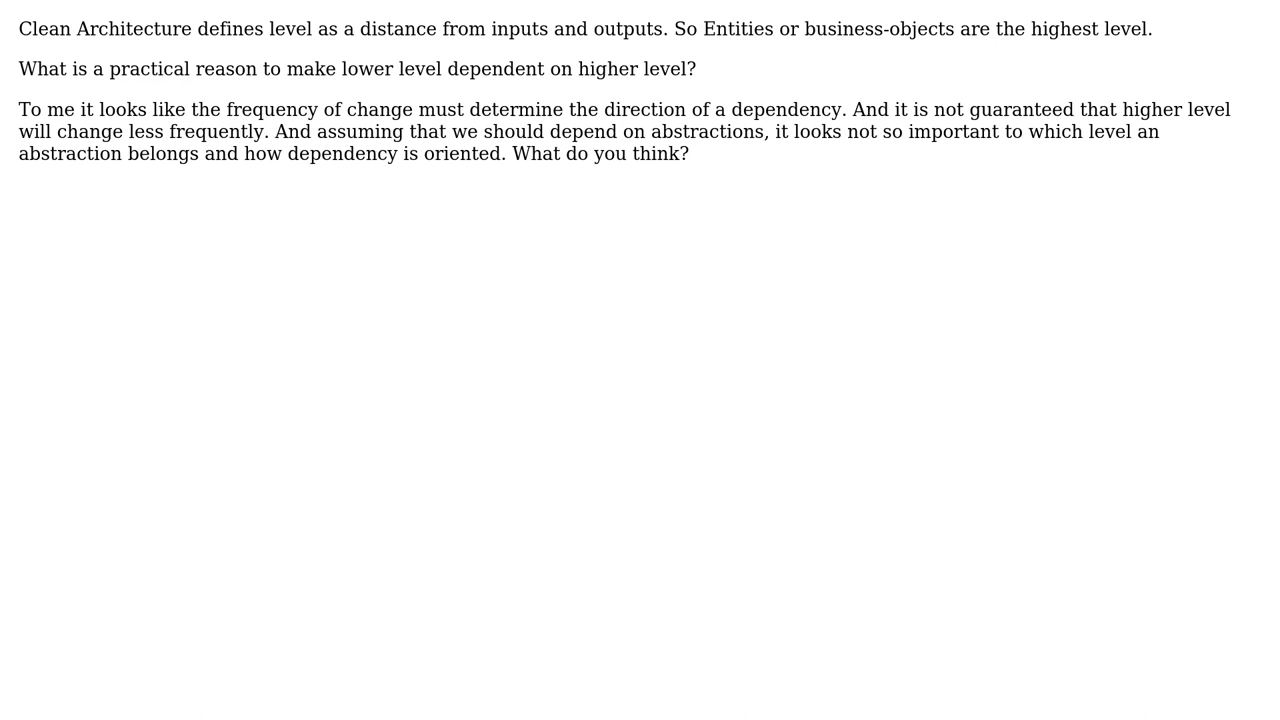 Clean Architecture defines level as a distance from inputs and outputs. So Entities or business-objects are the highest level.
What is a practical reason to make lower level dependent on higher level?
To me it looks like the frequency of change must determine the direction of a dependency. And it is not guaranteed that higher level
will change less frequently. And assuming that we should depend on abstractions, it looks not so important to which level an
abstraction belongs and how dependency is oriented. What do you think?